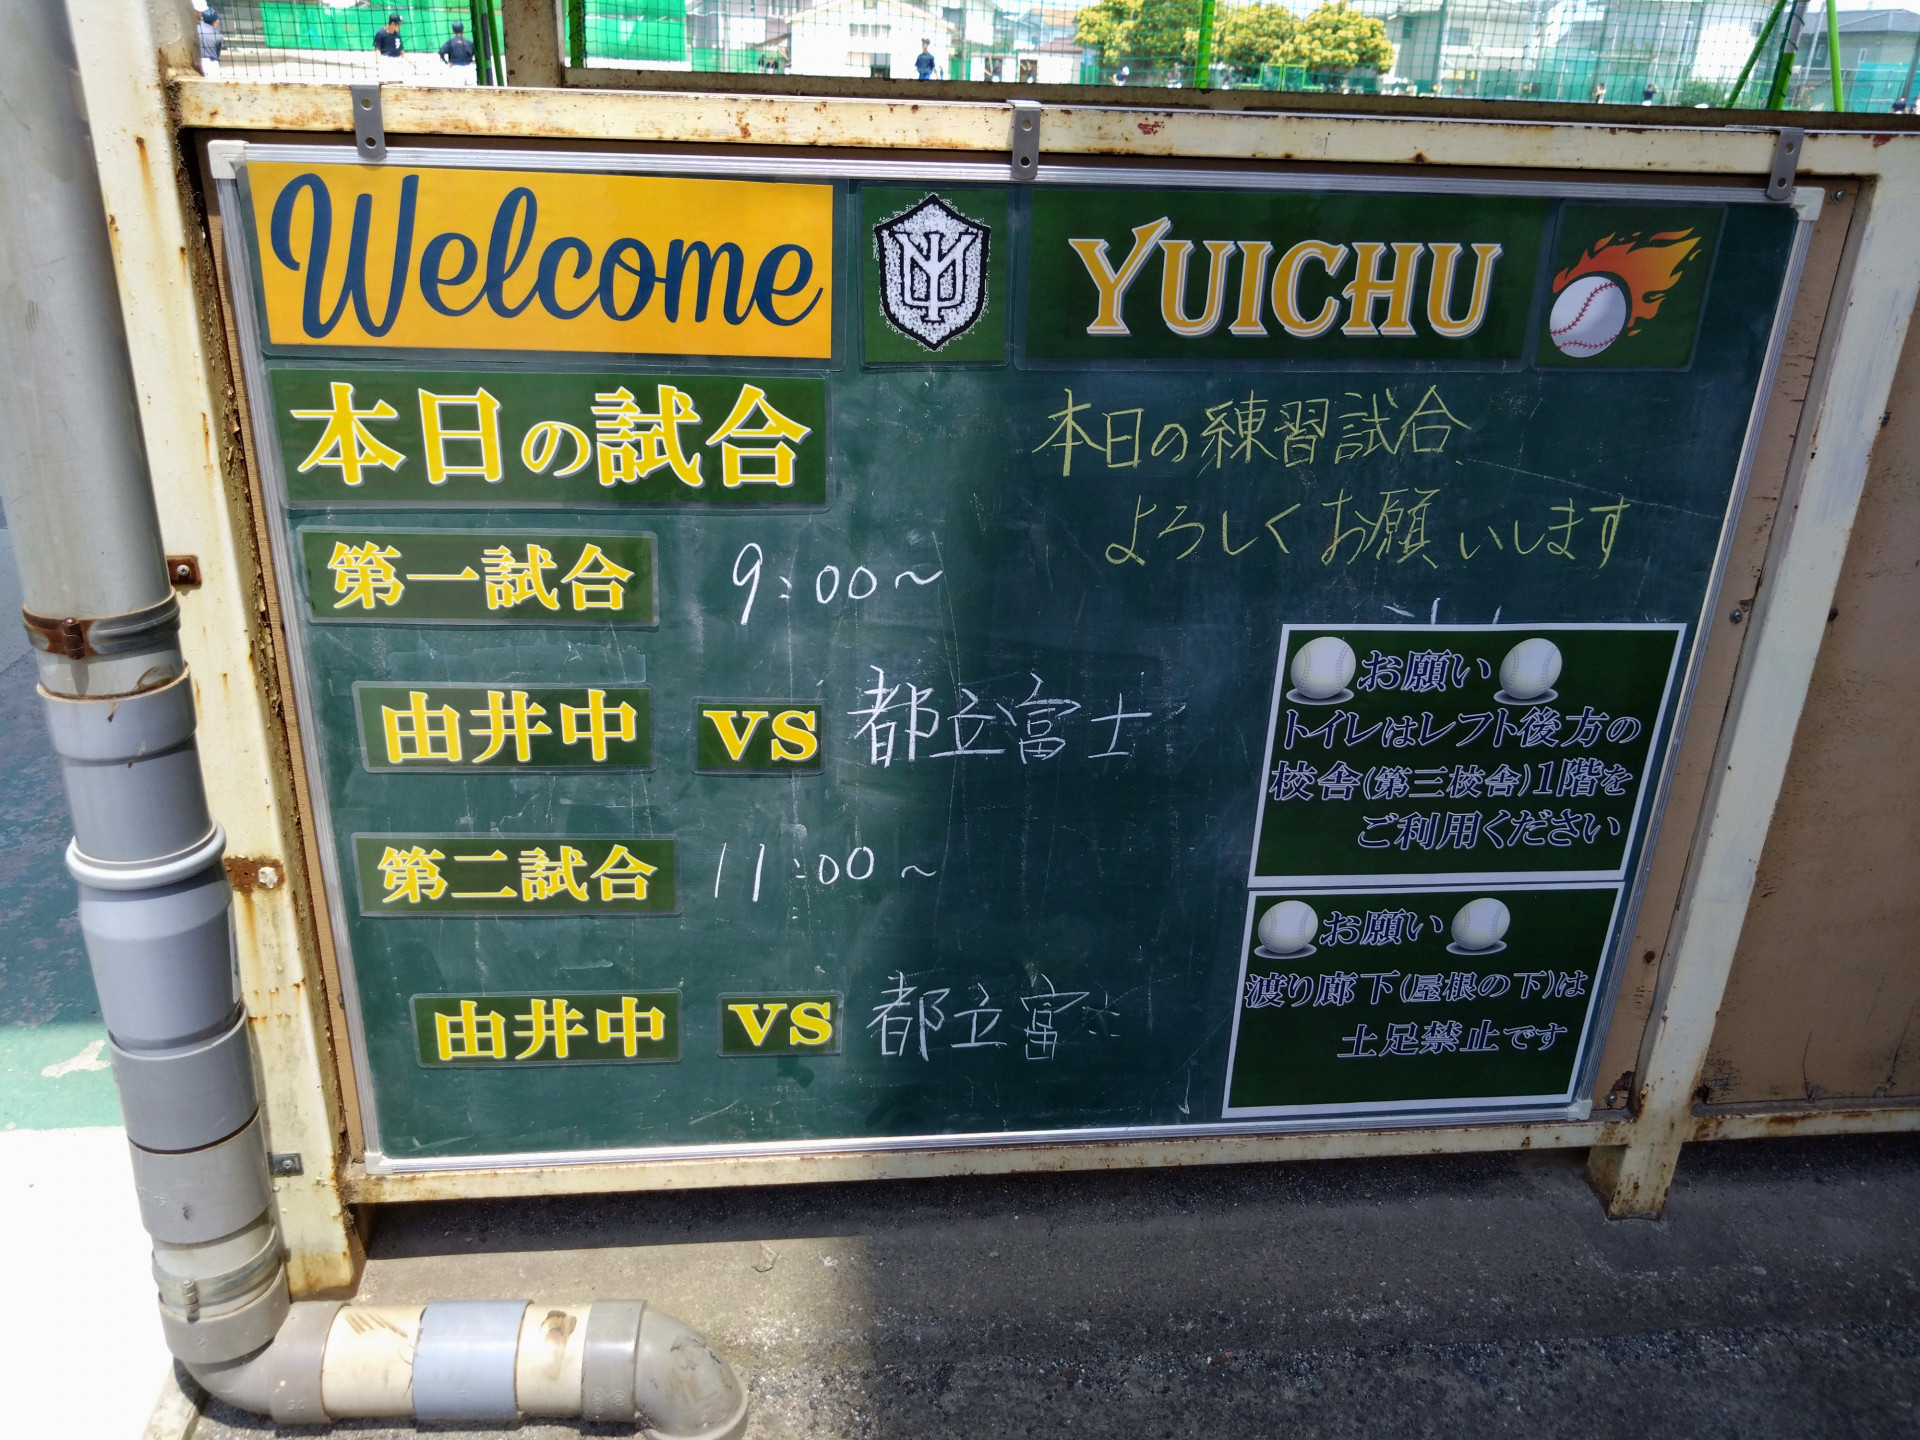 Welcome YUICHU
本日の試合
本日の練習試合
よろしくお願いします
第一試合 9:00~
由井中 vs 都立富士
第二試合 11:00~
由井中 vs 都立富士
お願い
トイレはレフト後方の
校舎(第三校舎)1階を
ご利用ください
お願い
渡り廊下(屋根の下)は
土足禁止です